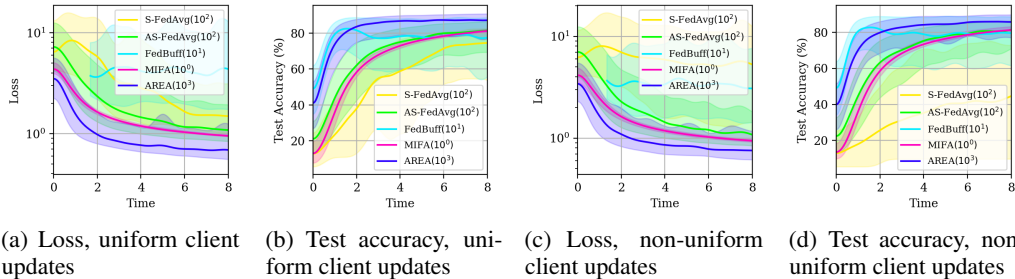 Loss
10¹
10⁰
0 2 4 6 8
Time
S-FedAvg(10²)
AS-FedAvg(10²)
FedBuff(10¹)
MIFA(10⁰)
AREA(10³)
Test Accuracy (%)
80
60
40
20
0 2 4 6 8
Time
S-FedAvg(10²)
AS-FedAvg(10²)
FedBuff(10¹)
MIFA(10⁰)
AREA(10³)
Loss
10¹
10⁰
0 2 4 6 8
Time
S-FedAvg(10²)
AS-FedAvg(10²)
FedBuff(10¹)
MIFA(10⁰)
AREA(10³)
Test Accuracy (%)
80
60
40
20
0 2 4 6 8
Time
S-FedAvg(10²)
AS-FedAvg(10²)
FedBuff(10¹)
MIFA(10⁰)
AREA(10³)
(a) Loss, uniform client
updates
(b) Test accuracy, uni-
form client updates
(c) Loss, non-uniform
client updates
(d) Test accuracy, non
uniform client updates